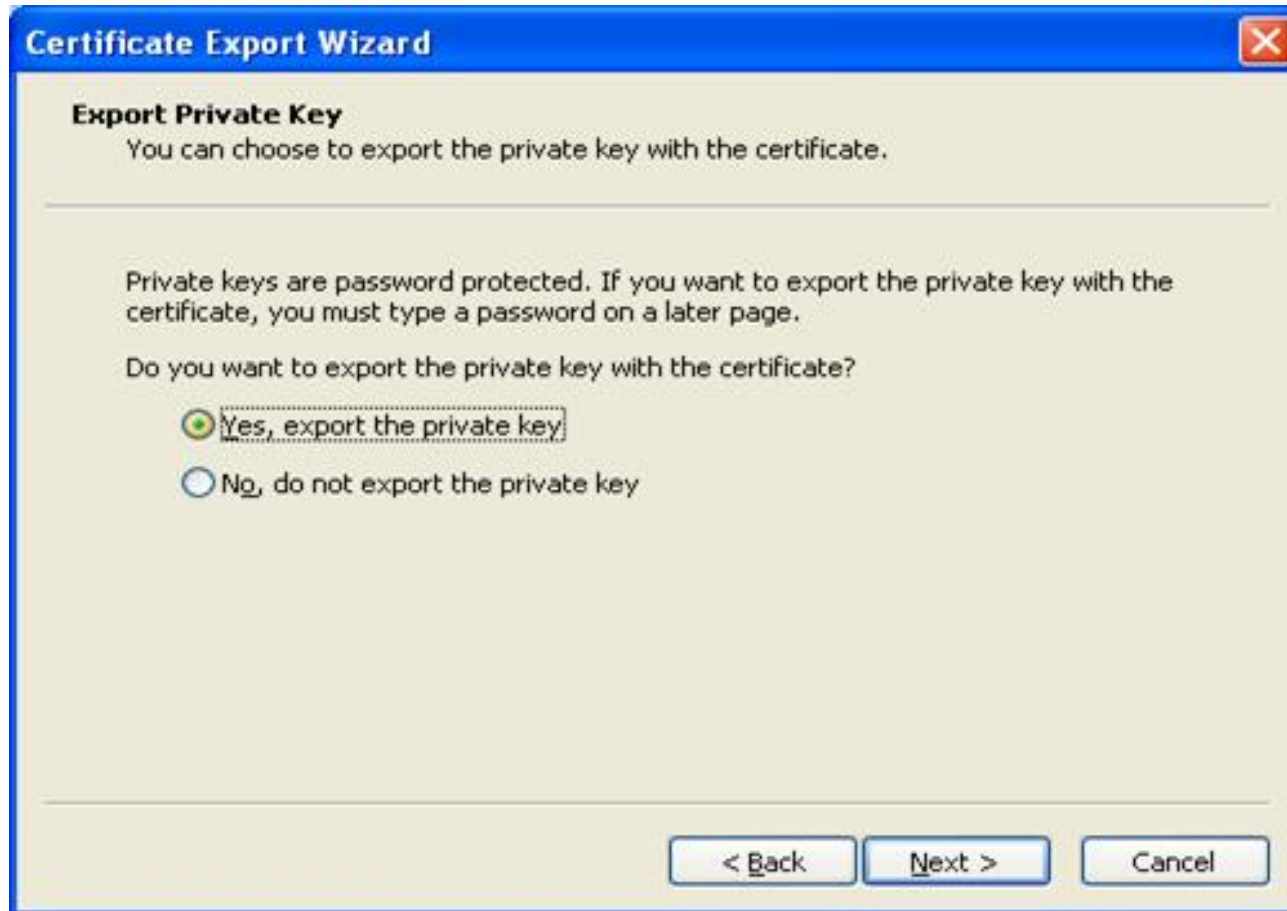 Certificate Export Wizard
Export Private Key
You can choose to export the private key with the certificate.
Private keys are password protected. If you want to export the private key with the
certificate, you must type a password on a later page.
Do you want to export the private key with the certificate?
Yes, export the private key
No, do not export the private key
< Back
Next >
Cancel